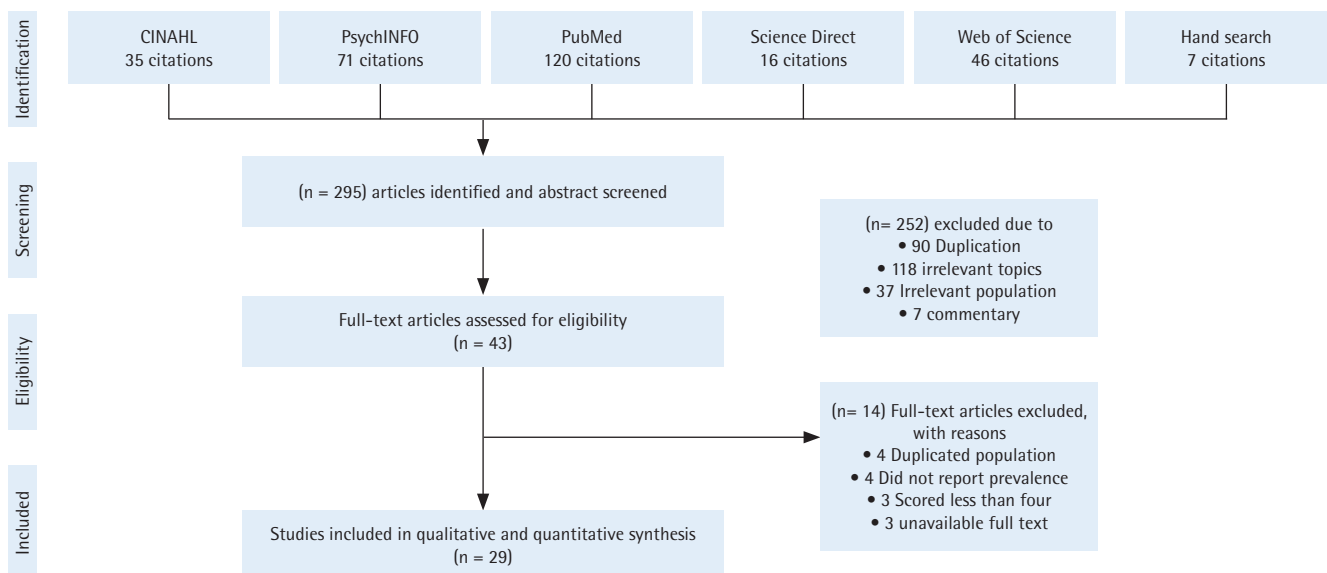 Identification
CINAHL
35 citations
PsychINFO
71 citations
PubMed
120 citations
Science Direct
16 citations
Web of Science
46 citations
Hand search
7 citations
Screening
(n = 295) articles identified and abstract screened
(n= 252) excluded due to
• 90 Duplication
• 118 irrelevant topics
• 37 Irrelevant population
• 7 commentary
Eligibility
Full-text articles assessed for eligibility
(n = 43)
(n= 14) Full-text articles excluded,
with reasons
• 4 Duplicated population
• 4 Did not report prevalence
• 3 Scored less than four
• 3 unavailable full text
Included
Studies included in qualitative and quantitative synthesis
(n = 29)